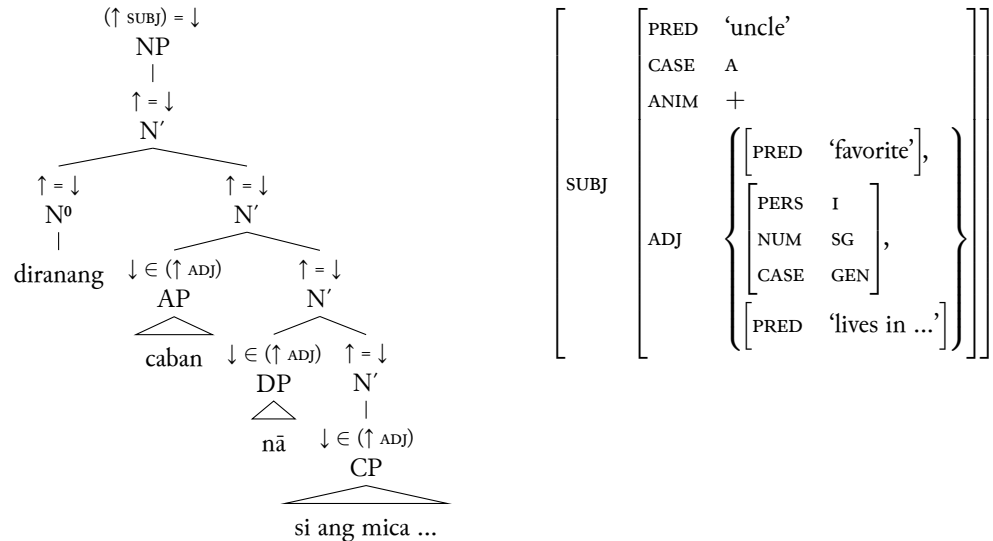 (↑ SUBJ) = ↓
NP
↑ = ↓
N′
↑ = ↓ ↑ = ↓
N⁰ N′
diranang ↓ ∈ (↑ ADJ) ↑ = ↓
AP N′
caban ↓ ∈ (↑ ADJ) ↑ = ↓
DP N′
nā ↓ ∈ (↑ ADJ)
CP
si ang mica ...
PRED ‘uncle’
CASE A
ANIM +
SUBJ
ADJ
PRED ‘favorite’ ,
PERS I
NUM SG ,
CASE GEN
PRED ‘lives in ...’